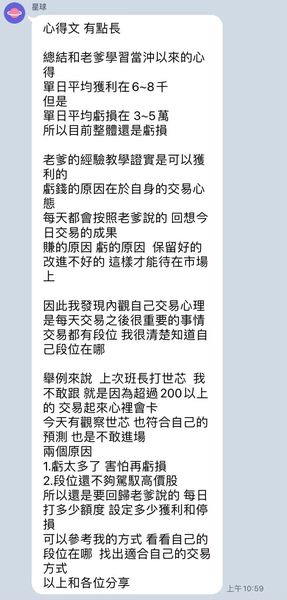 星球
心得文 有點長
總結和老爹學習當沖以來的心
得
單日平均獲利在6~8千
但是
單日平均虧損在 3~5萬
所以目前整體還是虧損
老爹的經驗教學證實是可以獲
利的
虧錢的原因在於自身的交易心
態
每天都會按照老爹說的 回想今
日交易的成果
賺的原因 虧的原因  保留好的
改進不好的 這樣才能待在市場
上
因此我發現內觀自己交易心理
是每天交易之後很重要的事情
交易都有段位 我很清楚知道自
己段位在哪
舉例來說  上次班長打世芯  我
不敢跟 就是因為超過200以上
的 交易起來心裡會卡
今天有觀察世芯 也符合自己的
預測 也是不敢進場
兩個原因
1.虧太多了 害怕再虧損
2.段位還不夠駕馭高價股
所以還是要回歸老爹說的 每日
打多少額度 設定多少獲利和停
損
可以參考我的方式 看看自己的
段位在哪  找出適合自己的交易
方式
以上和各位分享
上午10:59